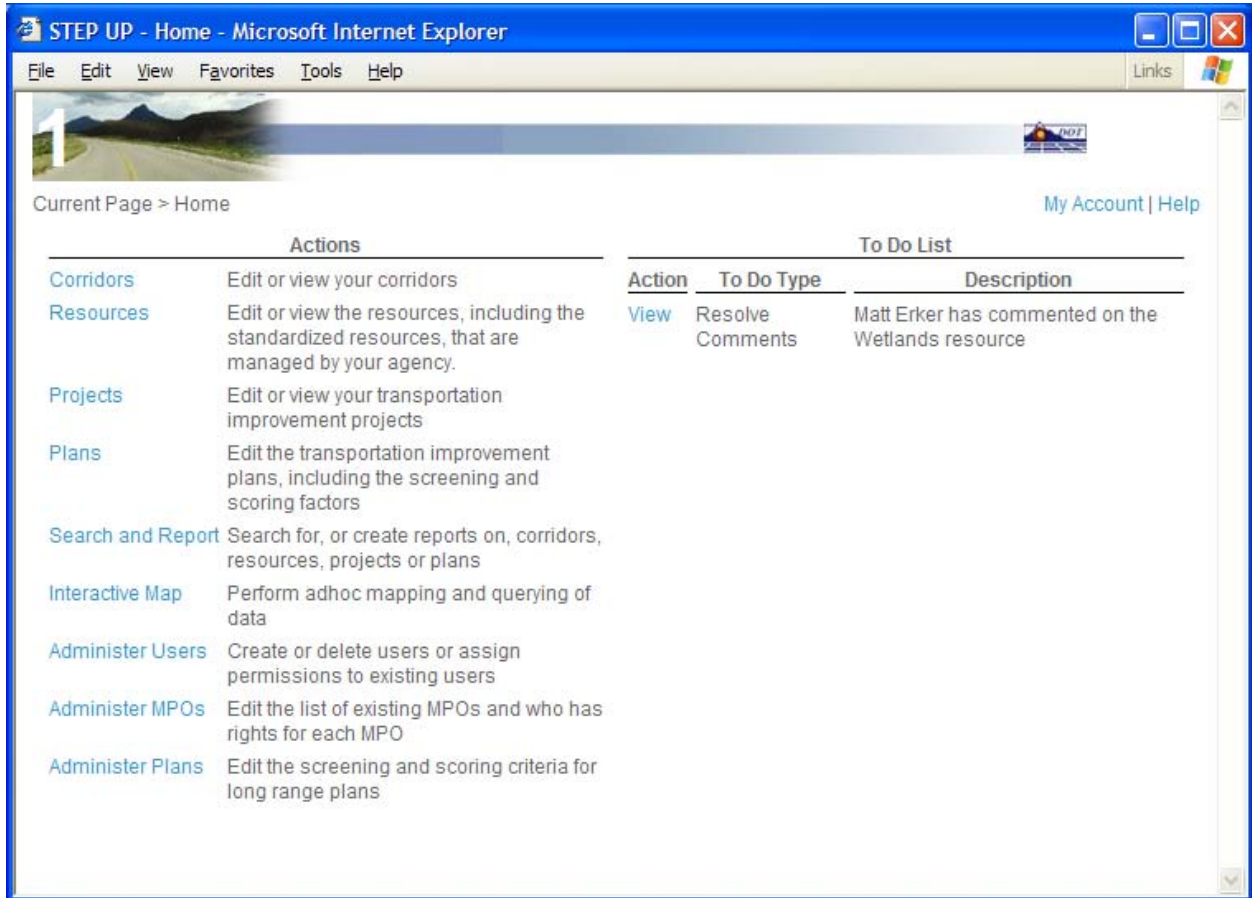 STEP UP - Home - Microsoft Internet Explorer
File Edit View Favorites Tools Help Links
1
DOT
Current Page > Home
My Account | Help
Actions
Corridors Edit or view your corridors
Resources Edit or view the resources, including the
standardized resources, that are
managed by your agency.
Projects Edit or view your transportation
improvement projects
Plans Edit the transportation improvement
plans, including the screening and
scoring factors
Search and Report Search for, or create reports on, corridors,
resources, projects or plans
Interactive Map Perform adhoc mapping and querying of
data
Administer Users Create or delete users or assign
permissions to existing users
Administer MPOs Edit the list of existing MPOs and who has
rights for each MPO
Administer Plans Edit the screening and scoring criteria for
long range plans
To Do List
Action To Do Type Description
View Resolve Matt Erker has commented on the
Comments Wetlands resource